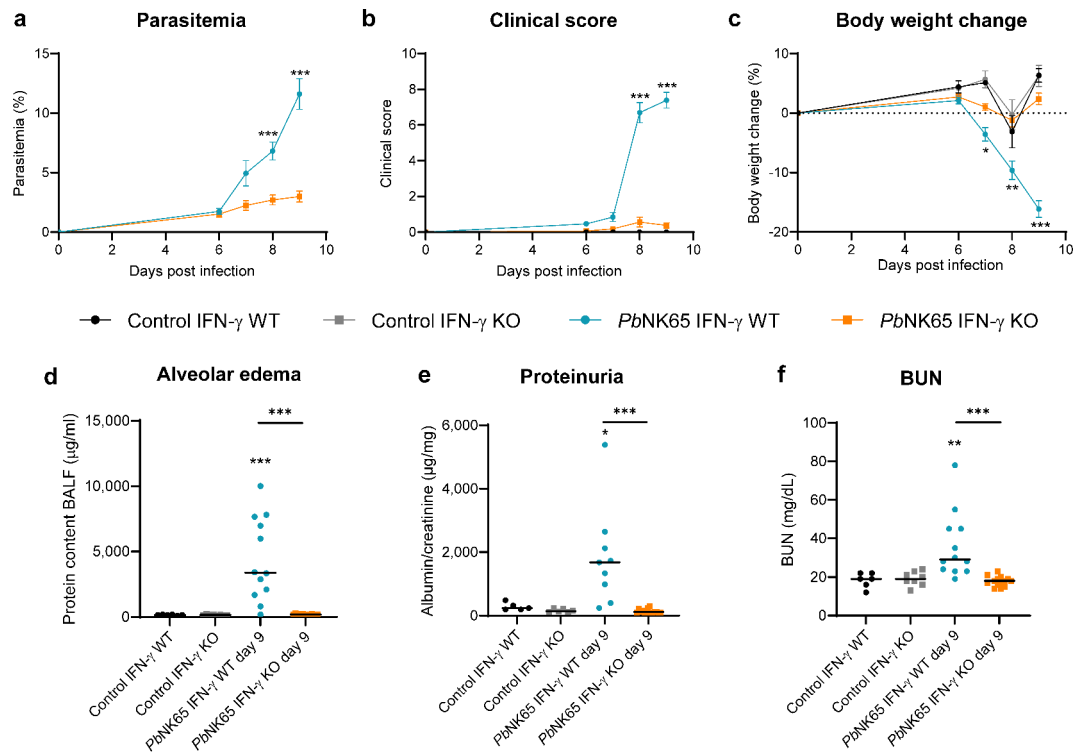 a Parasitemia
Parasitemia (%)
15
10
5
0
0 2 4 6 8 10
Days post infection
***
***
b Clinical score
Clinical score
8
6
4
2
0
0 2 4 6 8 10
Days post infection
***
***
c Body weight change
Body weight change (%)
10
0
-10
-20
0 2 4 6 8 10
Days post infection
*
**
***
Control IFN-γ WT
Control IFN-γ KO
PbNK65 IFN-γ WT
PbNK65 IFN-γ KO
d Alveolar edema
Protein content BALF (μg/ml)
15,000
10,000
5,000
0
***
***
Control IFN-γ WT
Control IFN-γ KO
PbNK65 IFN-γ WT day 9
PbNK65 IFN-γ KO day 9
e Proteinuria
Albumin/creatinine (μg/mg)
6,000
4,000
2,000
0
***
*
Control IFN-γ WT
Control IFN-γ KO
PbNK65 IFN-γ WT day 9
PbNK65 IFN-γ KO day 9
f BUN
BUN (mg/dL)
100
80
60
40
20
0
***
**
Control IFN-γ WT
Control IFN-γ KO
PbNK65 IFN-γ WT day 9
PbNK65 IFN-γ KO day 9